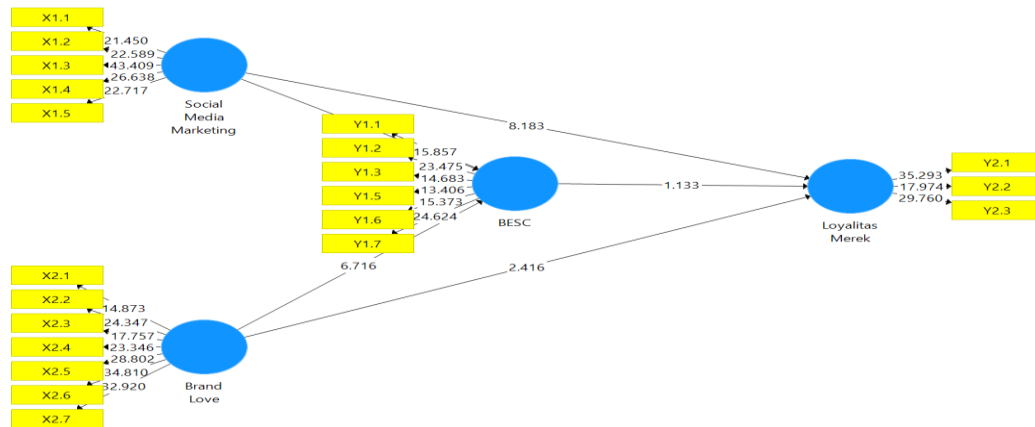 X1.1
X1.2
X1.3
X1.4
X1.5
21.450
22.589
43.409
26.638
22.717
Social
Media
Marketing
8.183
Y1.1
Y1.2
Y1.3
Y1.5
Y1.6
Y1.7
15.857
23.475
14.683
13.406
15.373
24.624
BESC
1.133
35.293
17.974
29.760
Y2.1
Y2.2
Y2.3
Loyalitas
Merek
6.716
2.416
X2.1
X2.2
X2.3
X2.4
X2.5
X2.6
X2.7
14.873
24.347
17.757
23.346
28.802
34.810
32.920
Brand
Love